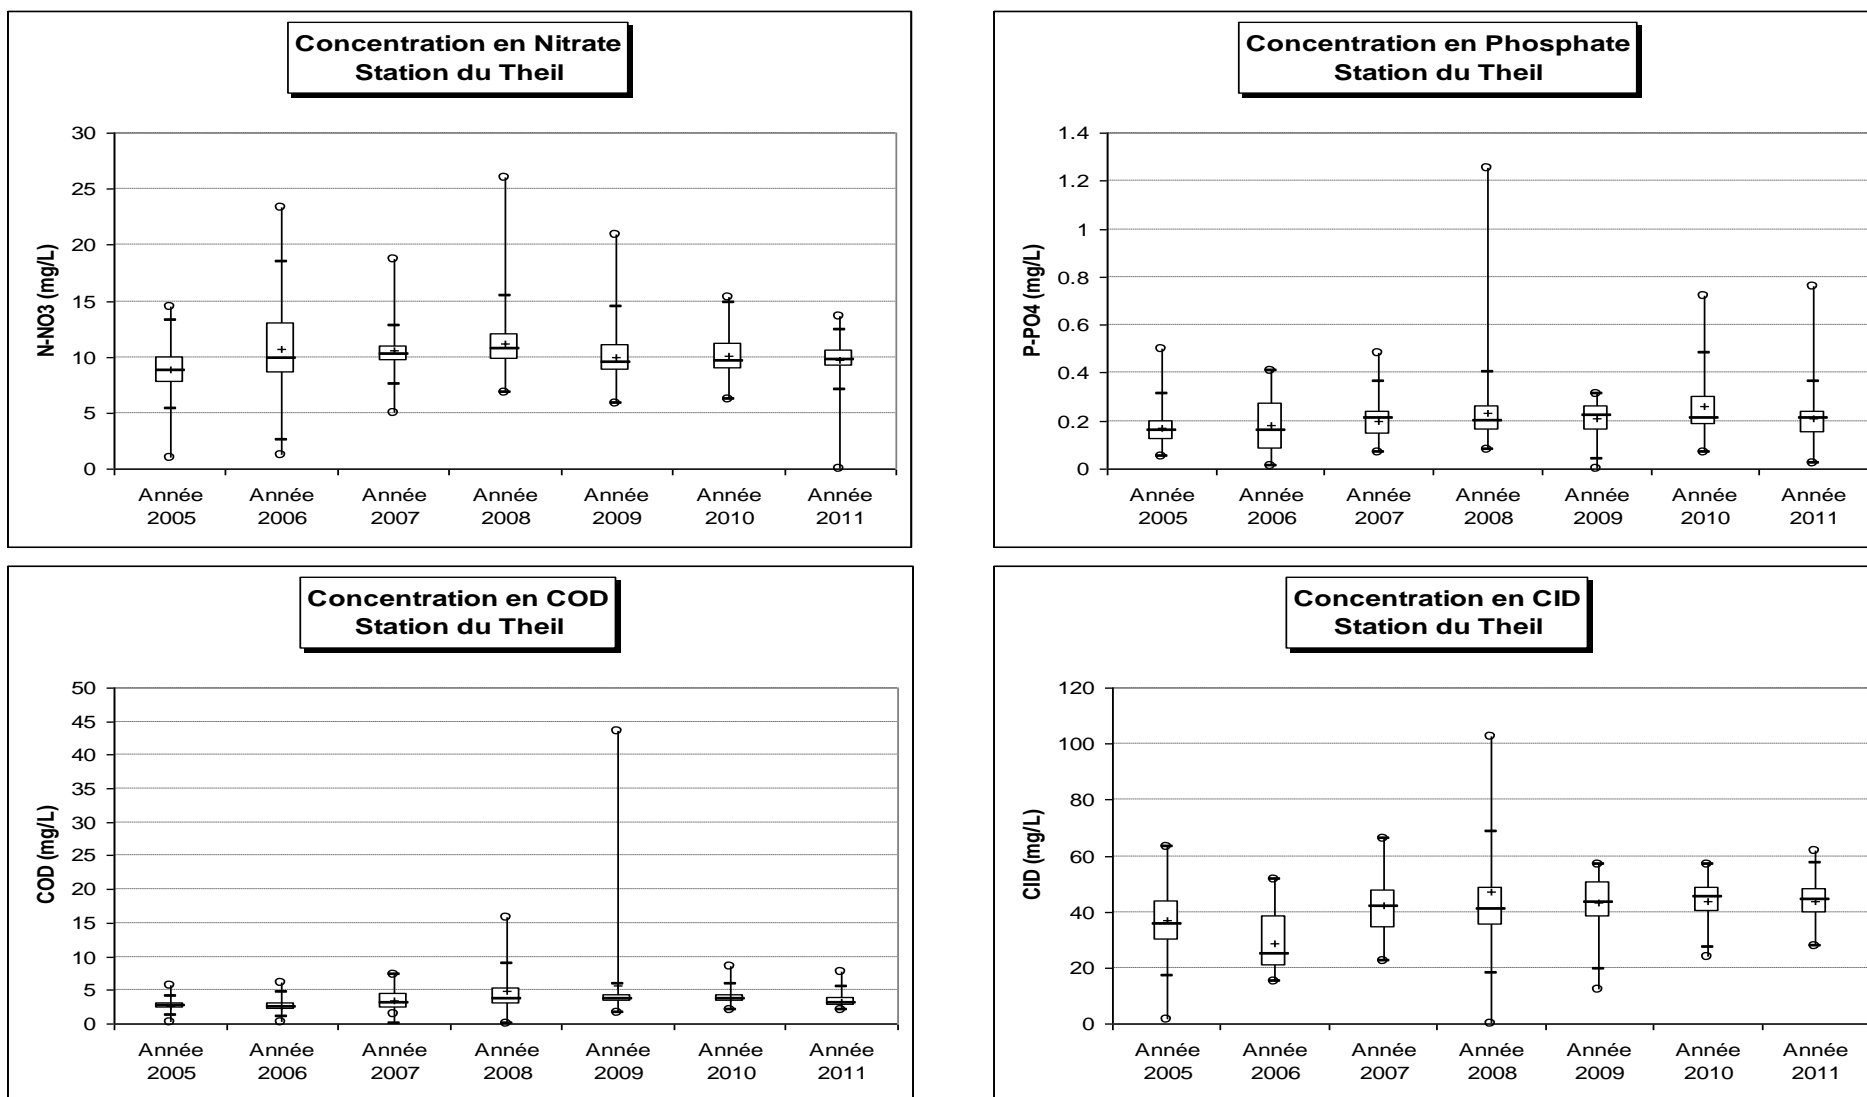 Concentration en Nitrate
Station du Theil
N-NO3 (mg/L)
30
25
20
15
10
5
0
Année Année Année Année Année Année Année
2005 2006 2007 2008 2009 2010 2011
Concentration en Phosphate
Station du Theil
P-PO4 (mg/L)
1.4
1.2
1
0.8
0.6
0.4
0.2
0
Année Année Année Année Année Année Année
2005 2006 2007 2008 2009 2010 2011
Concentration en COD
Station du Theil
COD (mg/L)
50
45
40
35
30
25
20
15
10
5
0
Année Année Année Année Année Année Année
2005 2006 2007 2008 2009 2010 2011
Concentration en CID
Station du Theil
CID (mg/L)
120
100
80
60
40
20
0
Année Année Année Année Année Année Année
2005 2006 2007 2008 2009 2010 2011